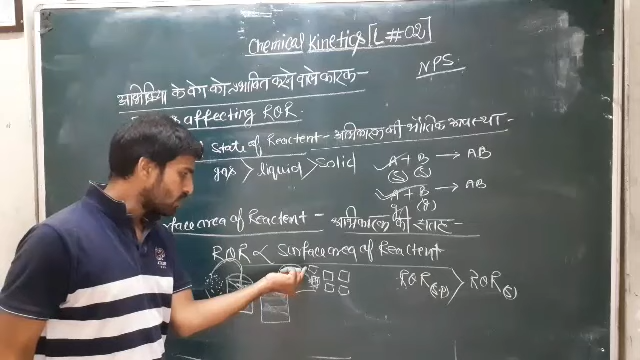 Chemical Kinetics [L#02]
NPS
अभिक्रिया के वेग को प्रभावित करने वाले कारक-
affecting ROR
State of Reactent - अभिकारक की भौतिक अवस्था
gas > liquid > Solid
A + B → AB
(s) (s)
A + B → AB
(g) (g)
surface area of Reactent - अभिकारक की सतह
ROR ∝ Surface area of Reactent
ROR > ROR